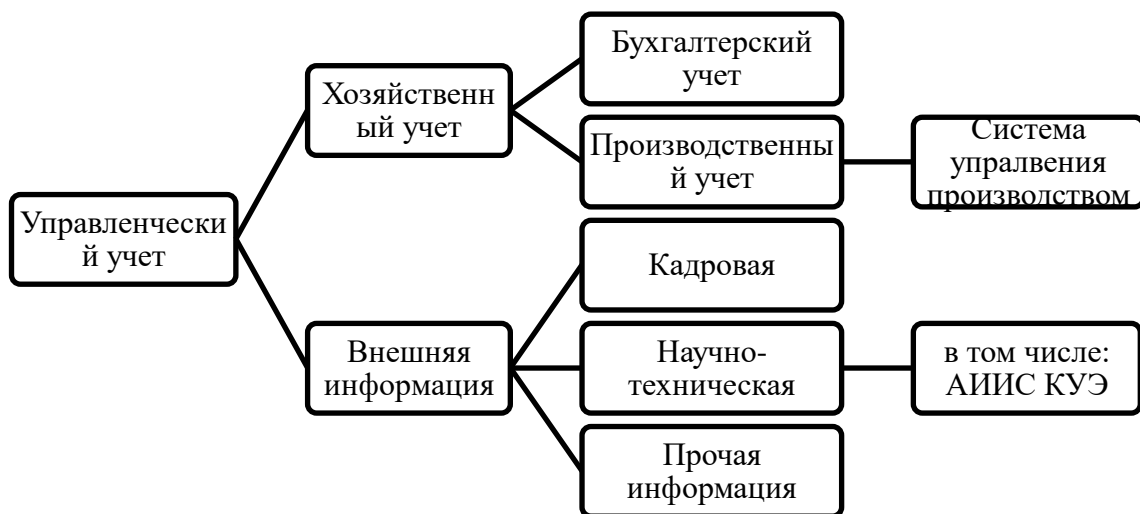 Бухгалтерский
учет
Хозяйственн
ый учет
Производственны
й учет
Система
упралвения
производством
Управленчески
й учет
Кадровая
Внешняя
информация
Научно-
техническая
в том числе:
АИИС КУЭ
Прочая
информация